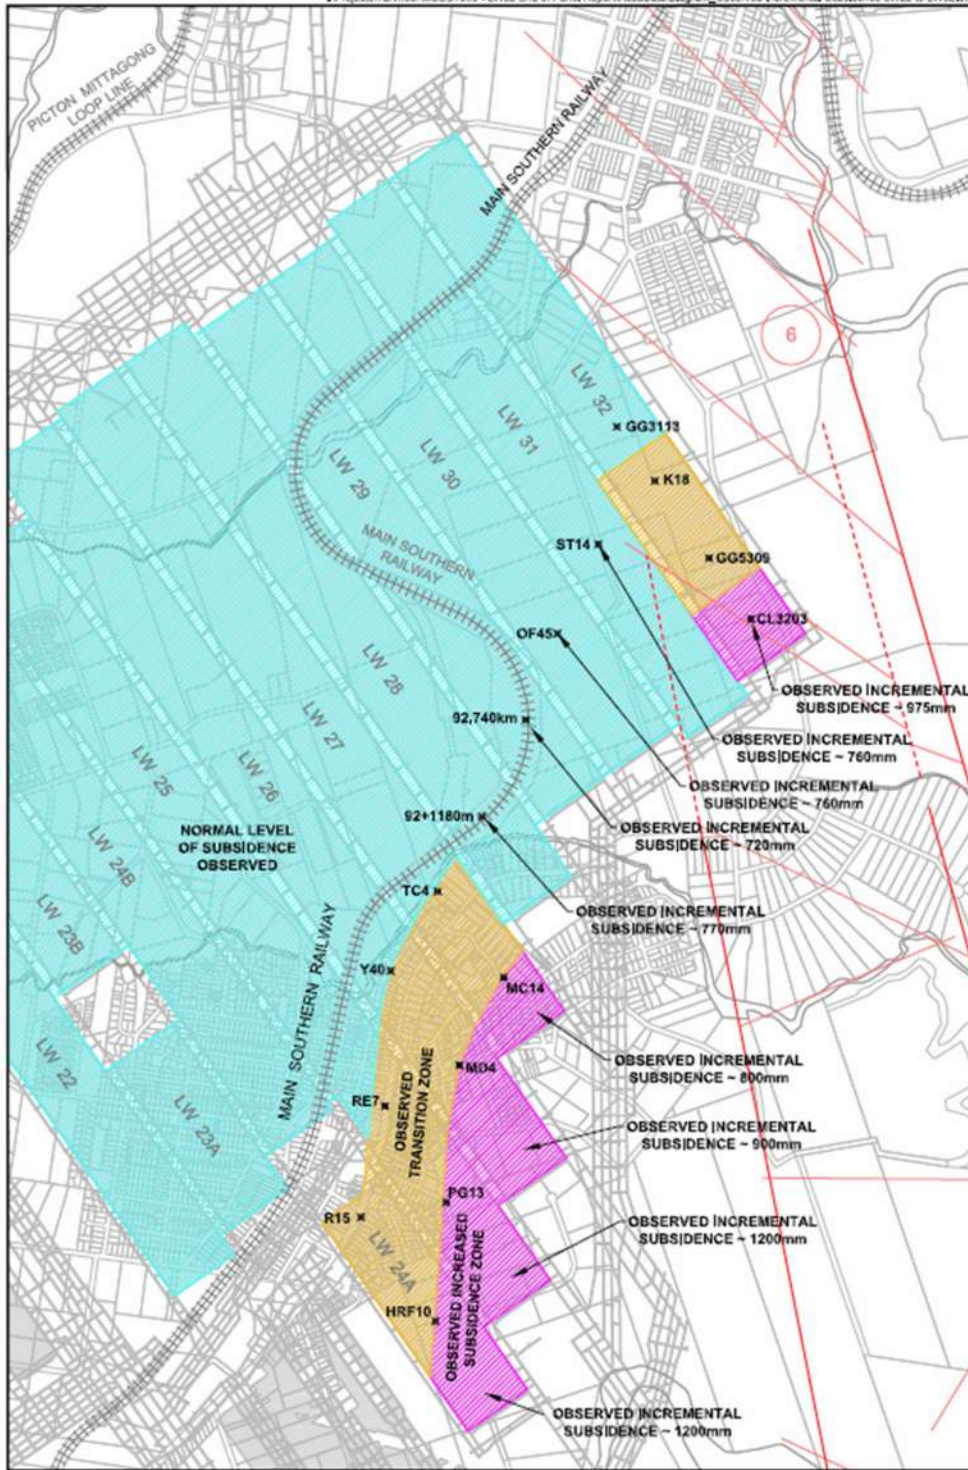 PICTON MITTAGONG
LOOP LINE
MAIN SOUTHERN RAILWAY
6
LW 32
GG3113
LW 31
LW 30
LW 29
K18
MAIN SOUTHERN
RAILWAY
ST14
GG5309
CL3203
OF45
LW 28
OBSERVED INCREMENTAL
SUBSIDENCE ~ 975mm
92,740km
LW 27
OBSERVED INCREMENTAL
SUBSIDENCE ~ 760mm
LW 26
LW 25
OBSERVED INCREMENTAL
SUBSIDENCE ~ 760mm
92+1180m
NORMAL LEVEL
OF SUBSIDENCE
OBSERVED
OBSERVED INCREMENTAL
SUBSIDENCE ~ 720mm
LW 24B
TC4
OBSERVED INCREMENTAL
SUBSIDENCE ~ 770mm
LW 23B
Y40
MAIN SOUTHERN RAILWAY
MC14
LW 22
OBSERVED INCREMENTAL
SUBSIDENCE ~ 800mm
MD4
LW 23A
RE7
OBSERVED
TRANSITION ZONE
OBSERVED INCREMENTAL
SUBSIDENCE ~ 900mm
PG13
R15
OBSERVED INCREMENTAL
SUBSIDENCE ~ 1200mm
LW 24A
OBSERVED INCREASED
SUBSIDENCE ZONE
HRF10
OBSERVED INCREMENTAL
SUBSIDENCE ~ 1200mm